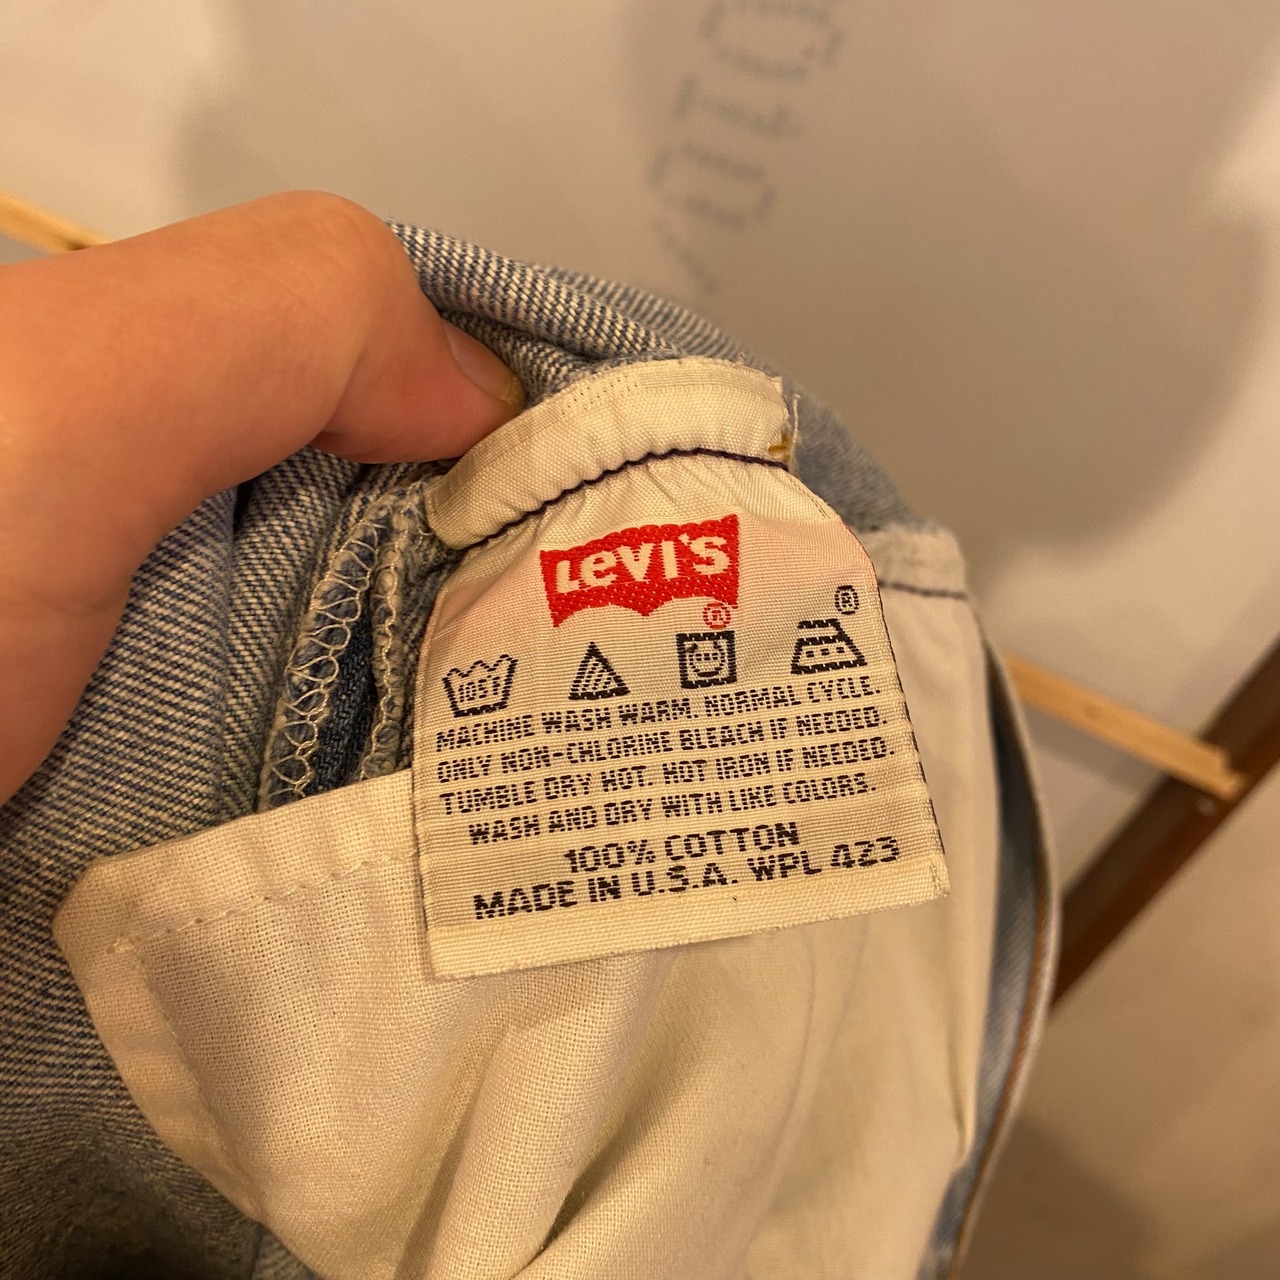 LEVI'S
®
®
105F
MACHINE WASH WARM. NORMAL CYCLE.
ONLY NON-CHLORINE BLEACH IF NEEDED.
TUMBLE DRY HOT. HOT IRON IF NEEDED.
WASH AND DRY WITH LIKE COLORS.
100% COTTON
MADE IN U.S.A. WPL 423